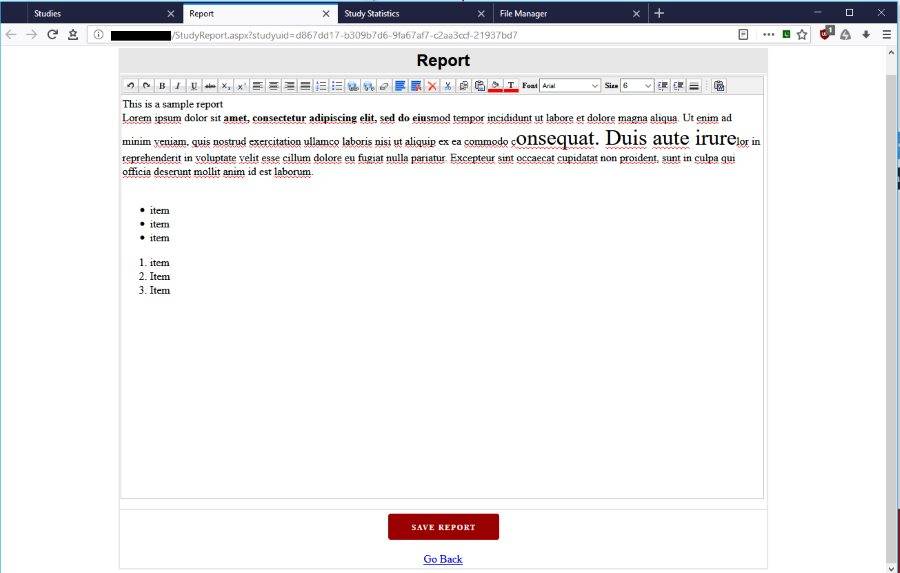 Studies
Report
Study Statistics
File Manager
/StudyReport.aspx?studyuid=d867dd17-b309b7d6-9fa67af7-c2aa3ccf-21937bd7
Report
B I U abc X₂ X² T Font Arial Size 6
This is a sample report
Lorem ipsum dolor sit amet, consectetur adipiscing elit, sed do eiusmod tempor incididunt ut labore et dolore magna aliqua. Ut enim ad
minim veniam, quis nostrud exercitation ullamco laboris nisi ut aliquip ex ea commodo consequat. Duis aute irurelor in
reprehenderit in voluptate velit esse cillum dolore eu fugiat nulla pariatur. Excepteur sint occaecat cupidatat non proident, sunt in culpa qui
officia deserunt mollit anim id est laborum.
• item
• item
• item
1. item
2. Item
3. Item
SAVE REPORT
Go Back